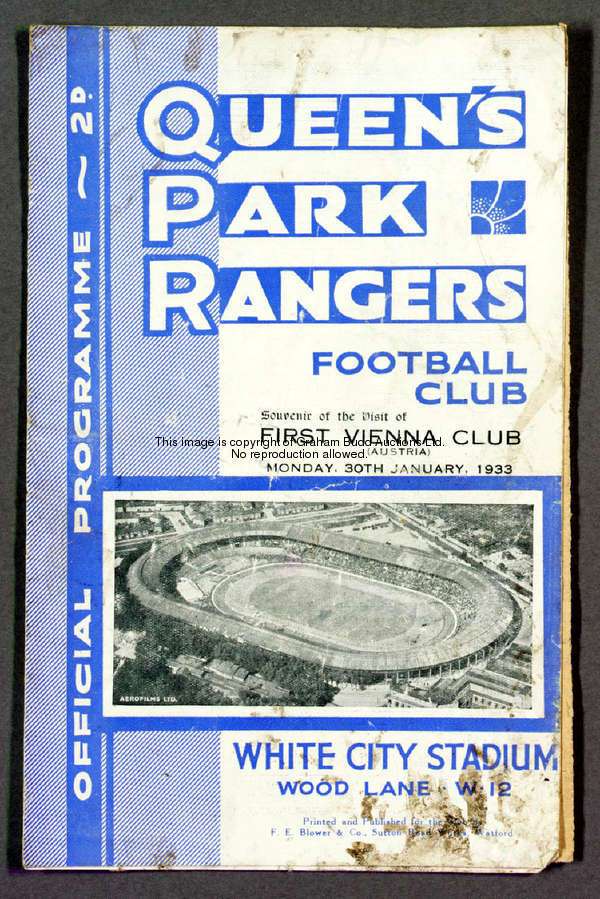 OFFICIAL PROGRAMME ~ 2D.
QUEEN'S
PARK
RANGERS
FOOTBALL
CLUB
Souvenir of the Visit of
FIRST VIENNA CLUB
This image is copyright of Graham Budd Auctions Ltd.
(AUSTRIA)
No reproduction allowed.
MONDAY, 30TH JANUARY, 1933
AEROFILMS LTD.
WHITE CITY STADIUM
WOOD LANE · W·12
Printed and Published for the
F. E. Blower & Co., Sutton Road Watford